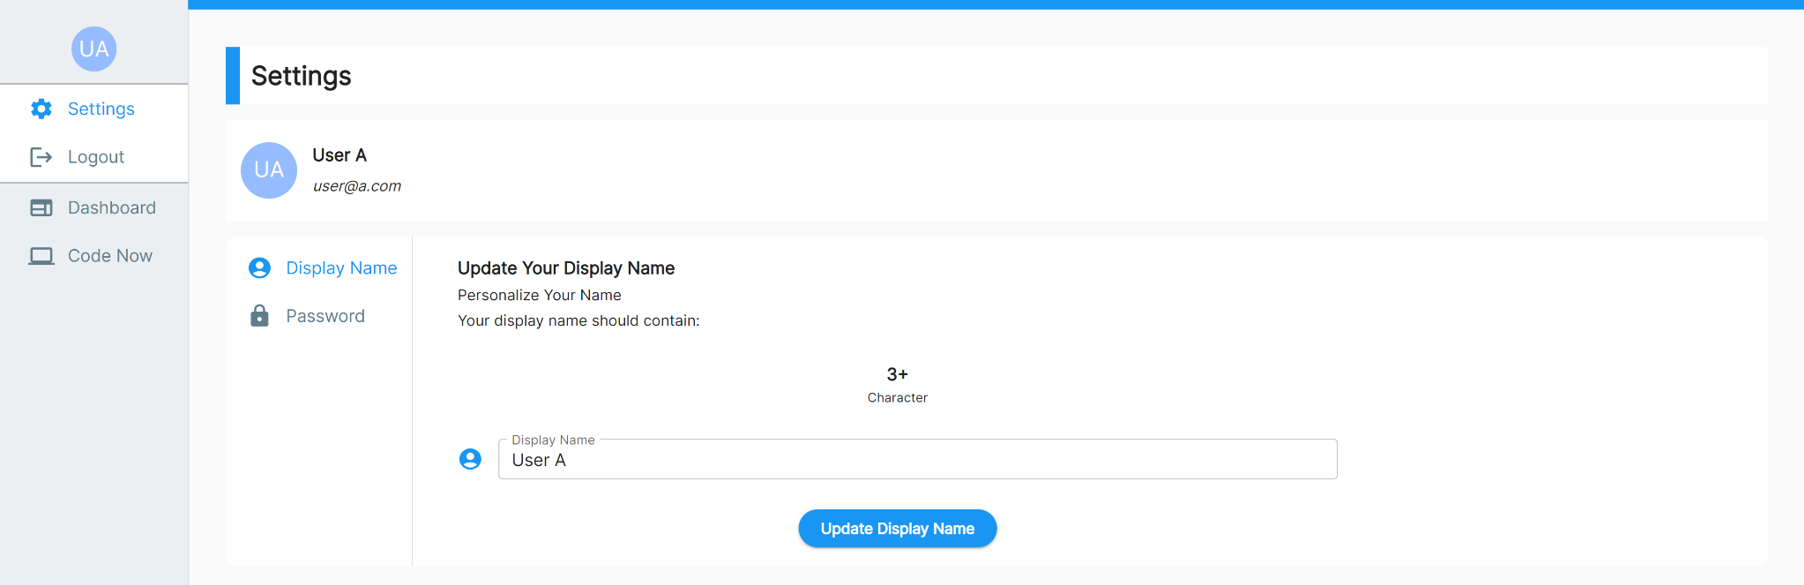 UA
Settings
Logout
Dashboard
Code Now
Settings
UA
User A
user@a.com
Display Name
Password
Update Your Display Name
Personalize Your Name
Your display name should contain:
3+
Character
Display Name
User A
Update Display Name